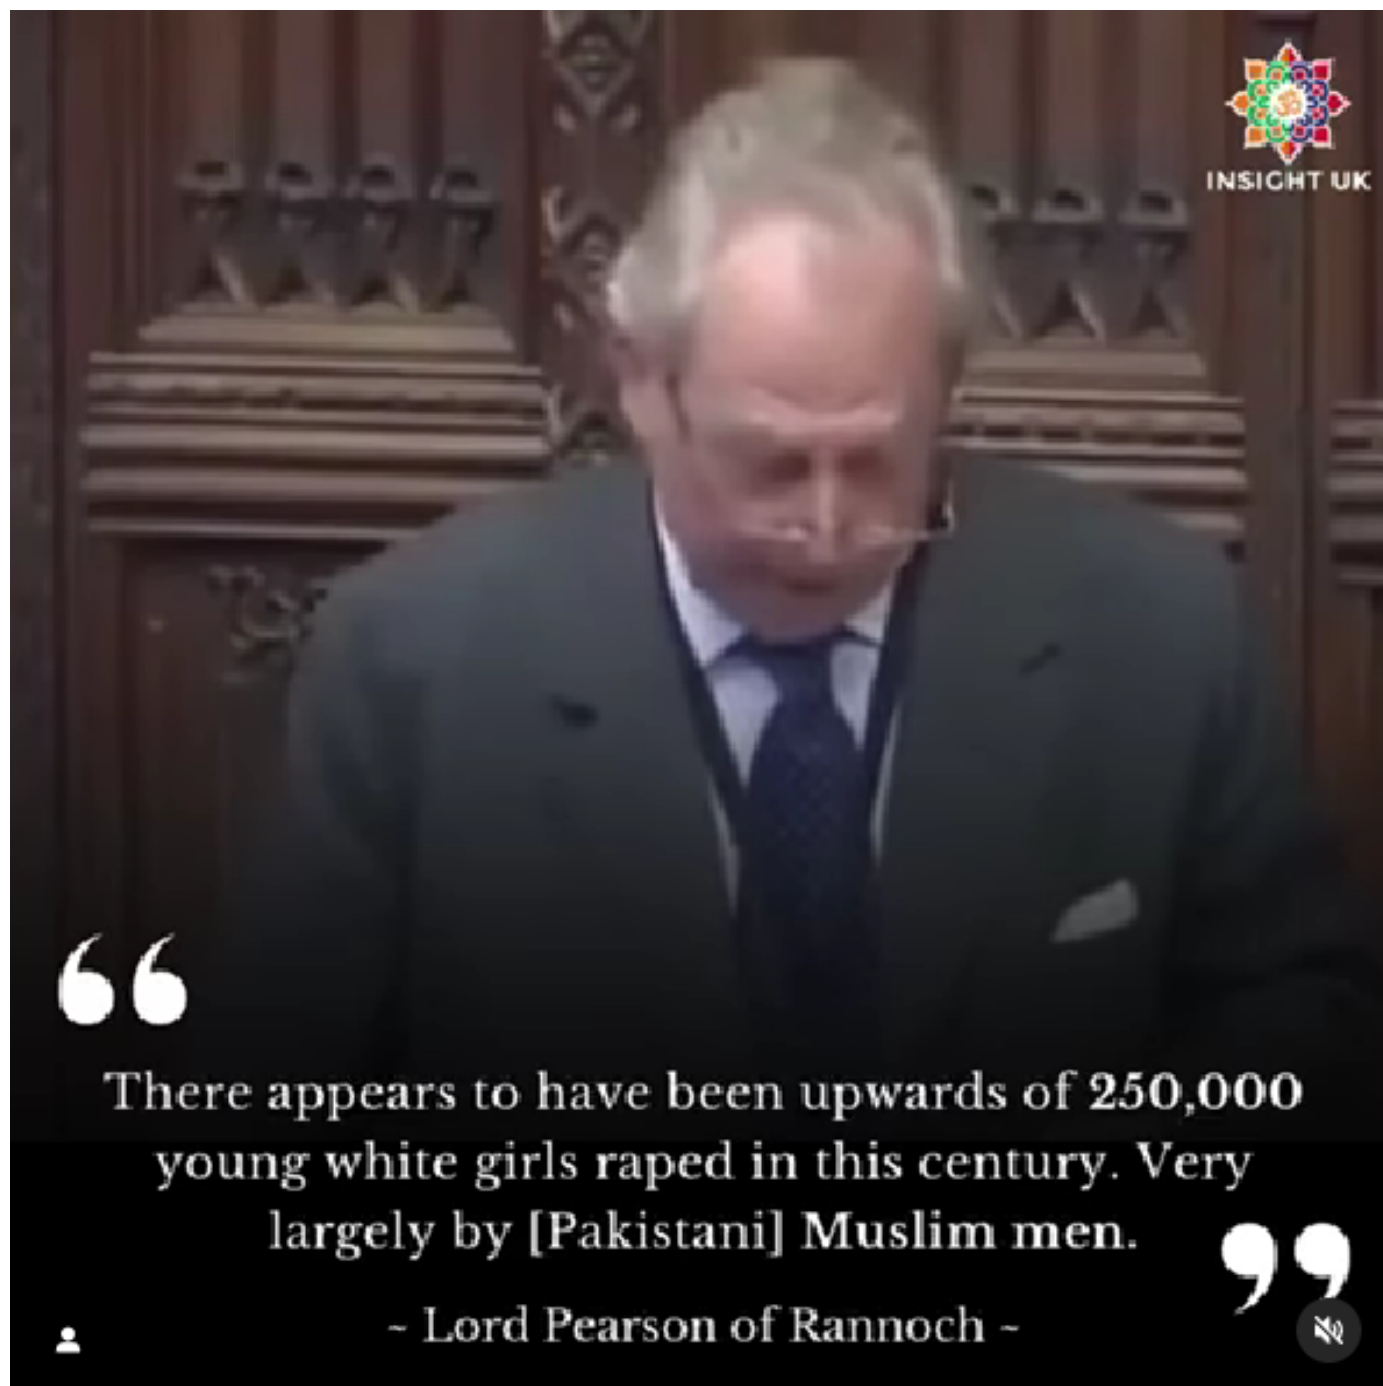 INSIGHT UK
“
There appears to have been upwards of 250,000
young white girls raped in this century. Very
largely by [Pakistani] Muslim men.
”
~ Lord Pearson of Rannoch ~